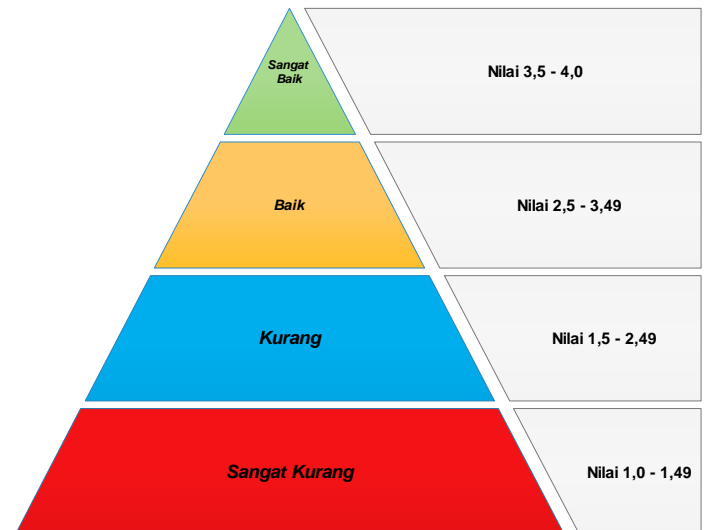 Sangat
Baik
Nilai 3,5 - 4,0
Baik
Nilai 2,5 - 3,49
Kurang
Nilai 1,5 - 2,49
Sangat Kurang
Nilai 1,0 - 1,49